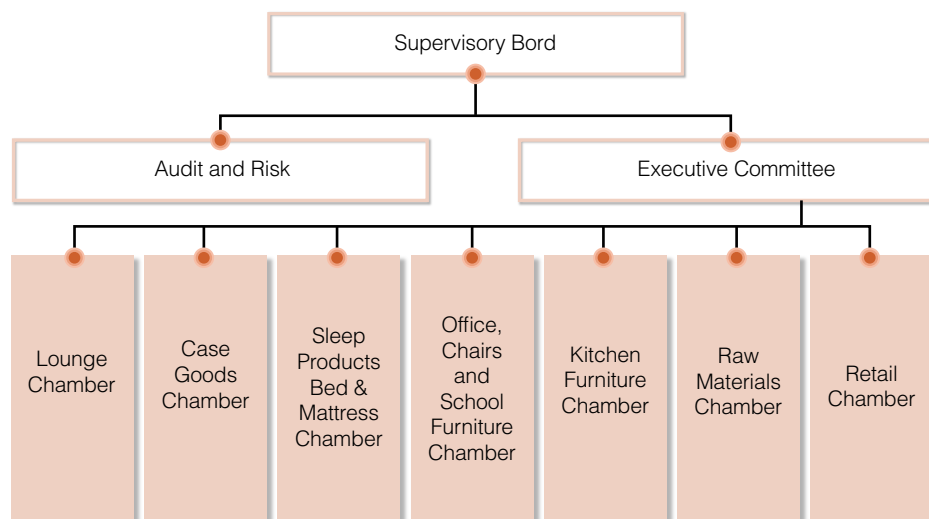 Supervisory Bord
Audit and Risk
Executive Committee
Lounge
Chamber
Case
Goods
Chamber
Sleep
Products
Bed &
Mattress
Chamber
Office,
Chairs
and
School
Furniture
Chamber
Kitchen
Furniture
Chamber
Raw
Materials
Chamber
Retail
Chamber